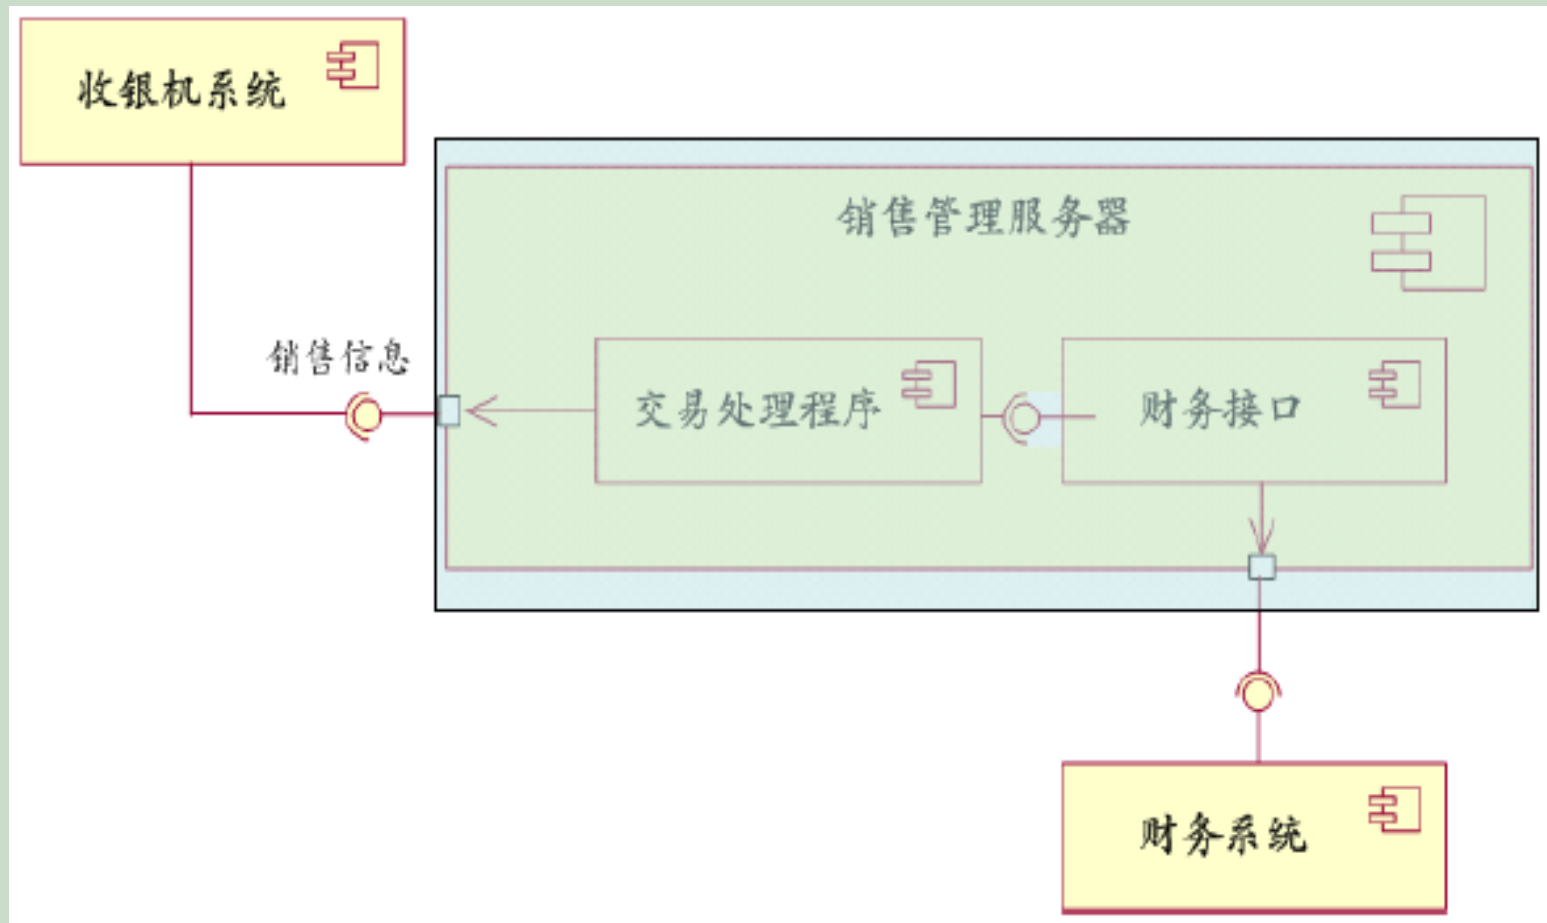 收银机系统
销售管理服务器
销售信息
交易处理程序
财务接口
财务系统